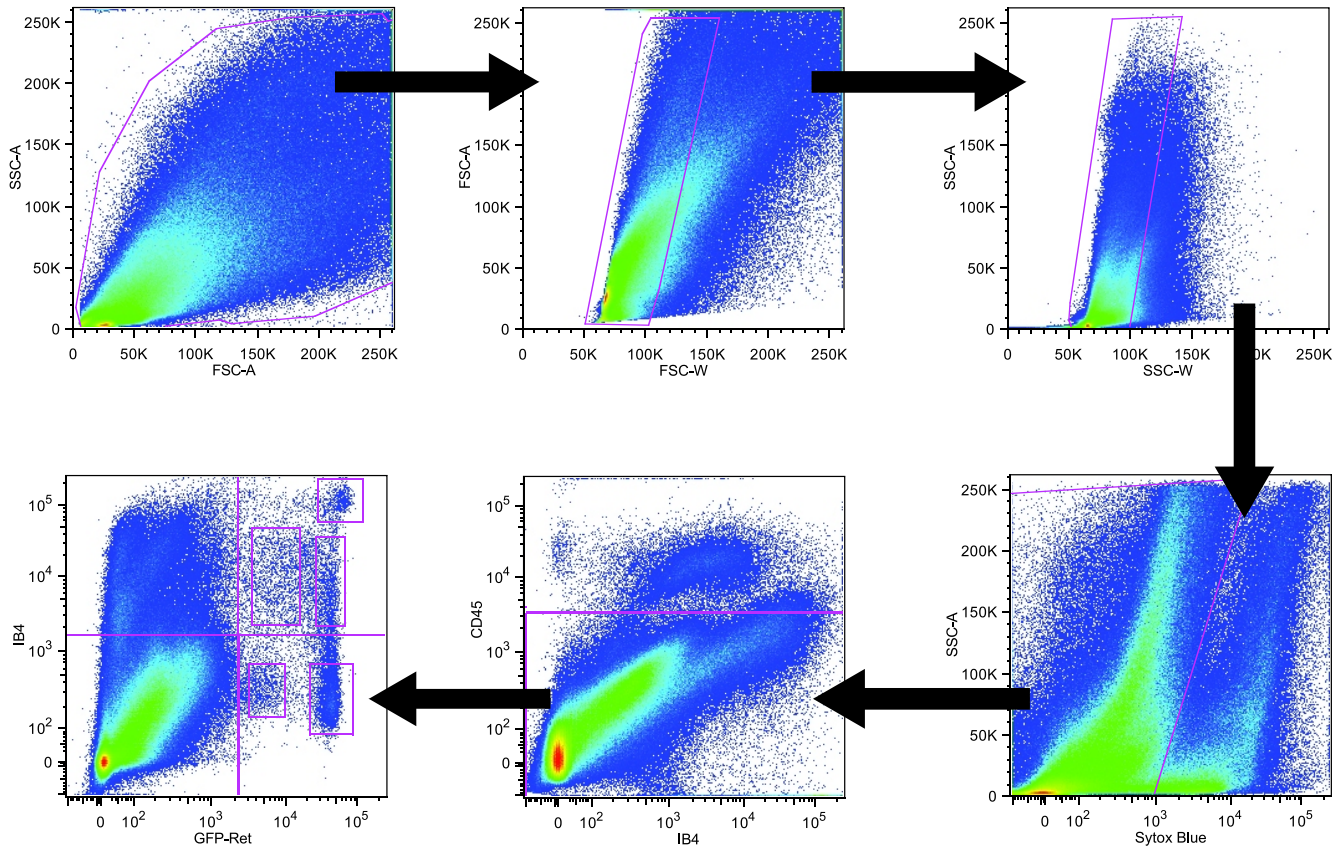 250K
200K
150K
100K
50K
0
SSC-A
0
50K
100K
150K
200K
250K
FSC-A
250K
200K
150K
100K
50K
0
FSC-A
0
50K
100K
150K
200K
250K
FSC-W
250K
200K
150K
100K
50K
0
SSC-A
0
50K
100K
150K
200K
250K
SSC-W
10^5
10^4
10^3
10^2
0
IB4
0
10^2
10^3
10^4
10^5
GFP-Ret
10^5
10^4
10^3
10^2
0
CD45
0
10^2
10^3
10^4
10^5
IB4
250K
200K
150K
100K
50K
0
SSC-A
0
10^2
10^3
10^4
10^5
Sytox Blue